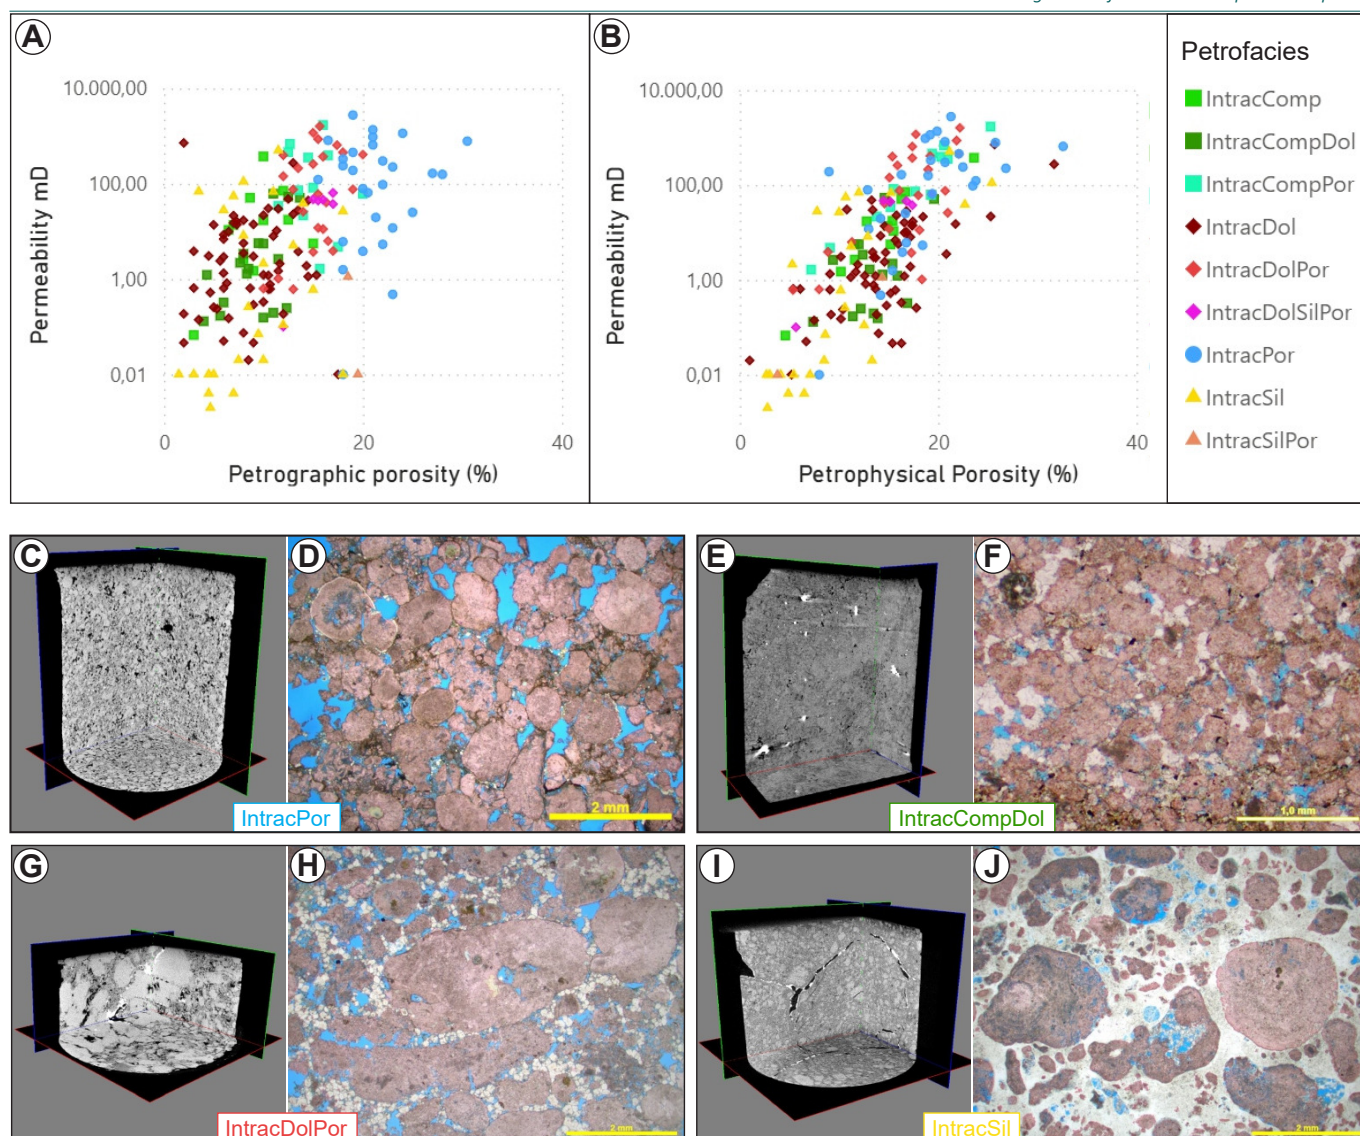 A
B
Petrofacies
IntracComp
IntracCompDol
IntracCompPor
IntracDol
IntracDolPor
IntracDolSilPor
IntracPor
IntracSil
IntracSilPor
10.000,00
100,00
1,00
0,01
0
20
40
Permeability mD
Petrographic porosity (%)
10.000,00
100,00
1,00
0,01
0
20
40
Permeability mD
Petrophysical Porosity (%)
C
D
2 mm
IntracPor
E
F
1,0 mm
IntracCompDol
G
H
2 mm
IntracDolPor
I
J
2 mm
IntracSil